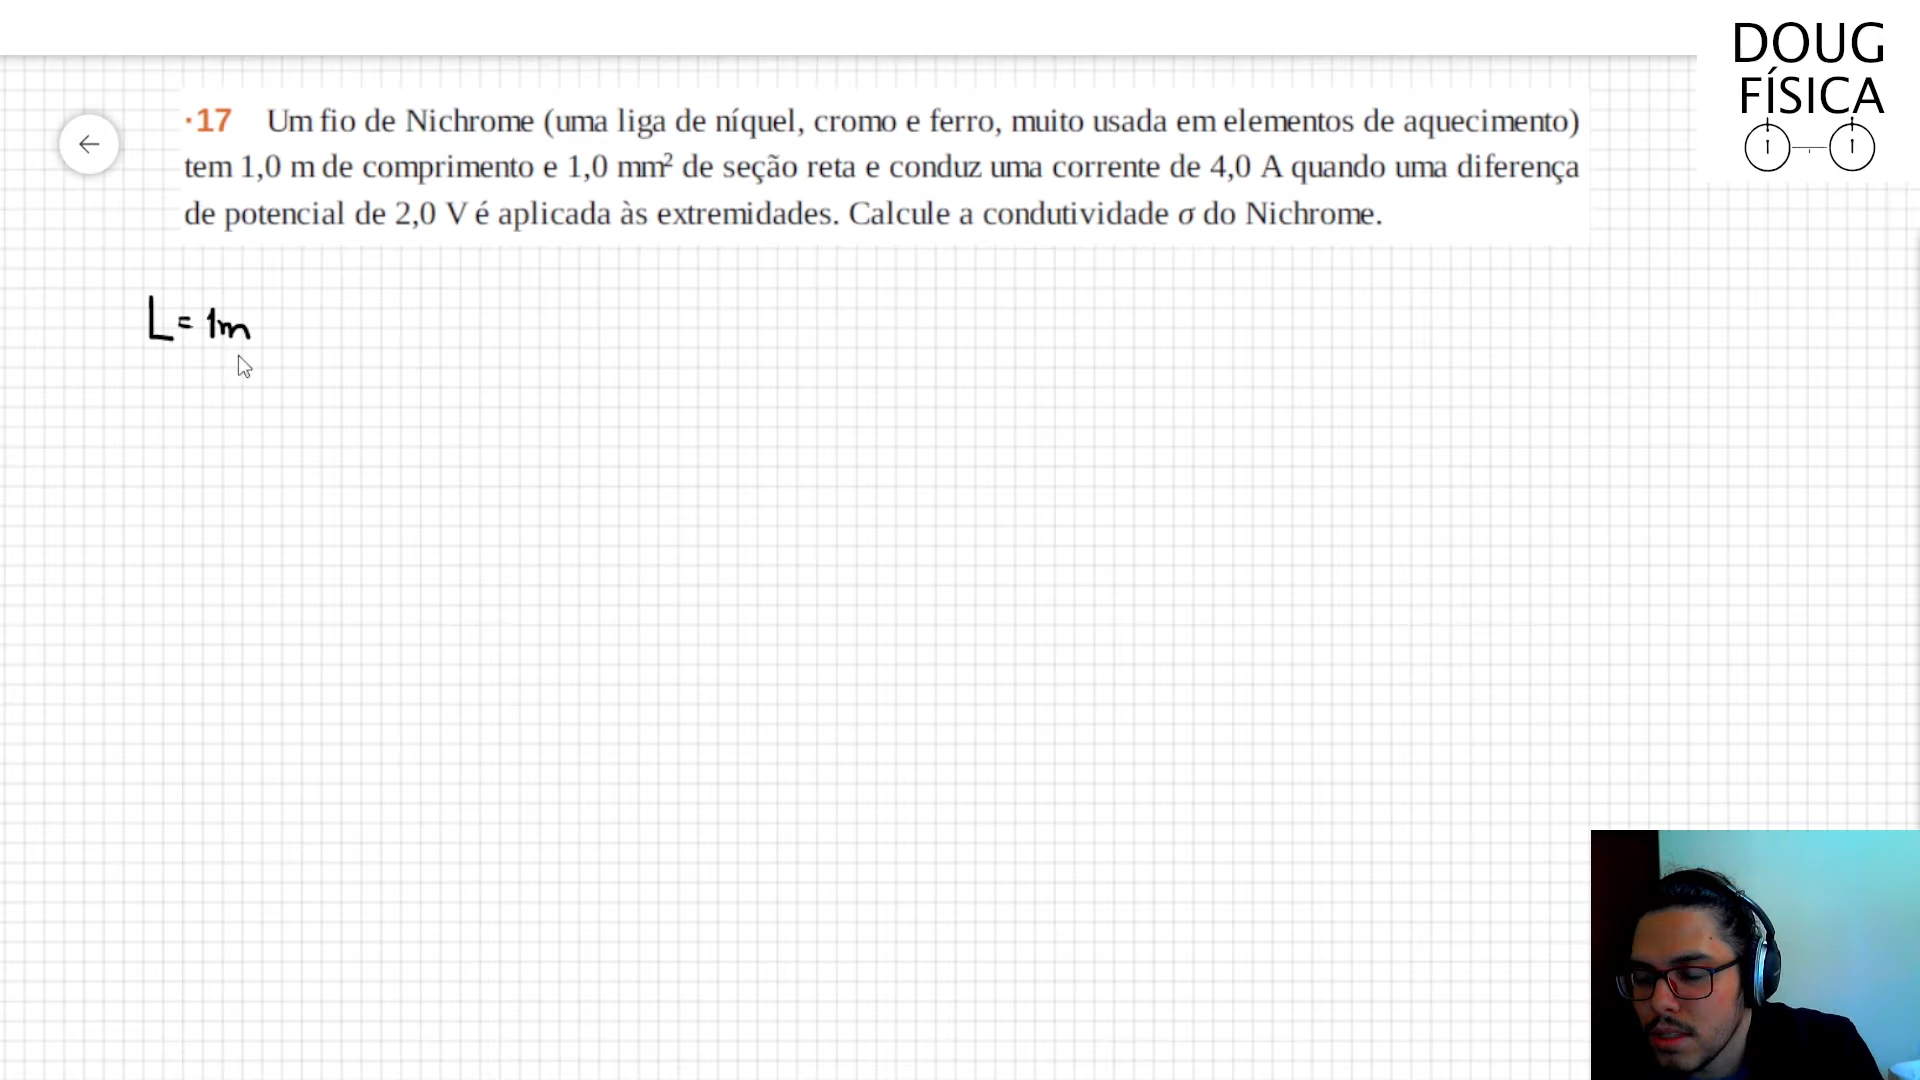 DOUG
FÍSICA
·17 Um fio de Nichrome (uma liga de níquel, cromo e ferro, muito usada em elementos de aquecimento)
tem 1,0 m de comprimento e 1,0 mm² de seção reta e conduz uma corrente de 4,0 A quando uma diferença
de potencial de 2,0 V é aplicada às extremidades. Calcule a condutividade σ do Nichrome.
L = 1m